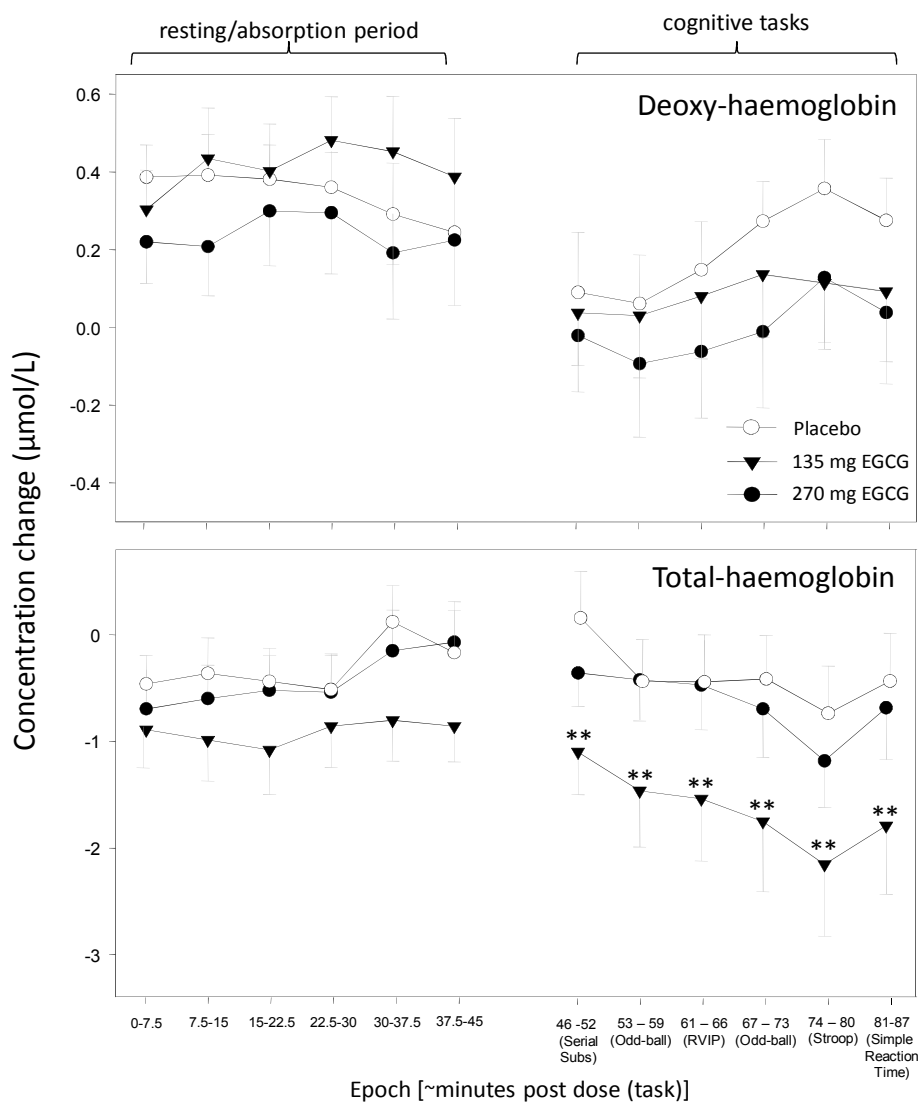 resting/absorption period
cognitive tasks
Deoxy-haemoglobin
0.6
0.4
0.2
0.0
-0.2
-0.4
Placebo
135 mg EGCG
270 mg EGCG
Concentration change (µmol/L)
Total-haemoglobin
0
-1
-2
-3
** ** ** ** ** **
0-7.5 7.5-15 15-22.5 22.5-30 30-37.5 37.5-45
46 -52 53 – 59 61 – 66 67 – 73 74 – 80 81-87
(Serial (Odd-ball) (RVIP) (Odd-ball) (Stroop) (Simple
Subs) Reaction
Time)
Epoch [~minutes post dose (task)]